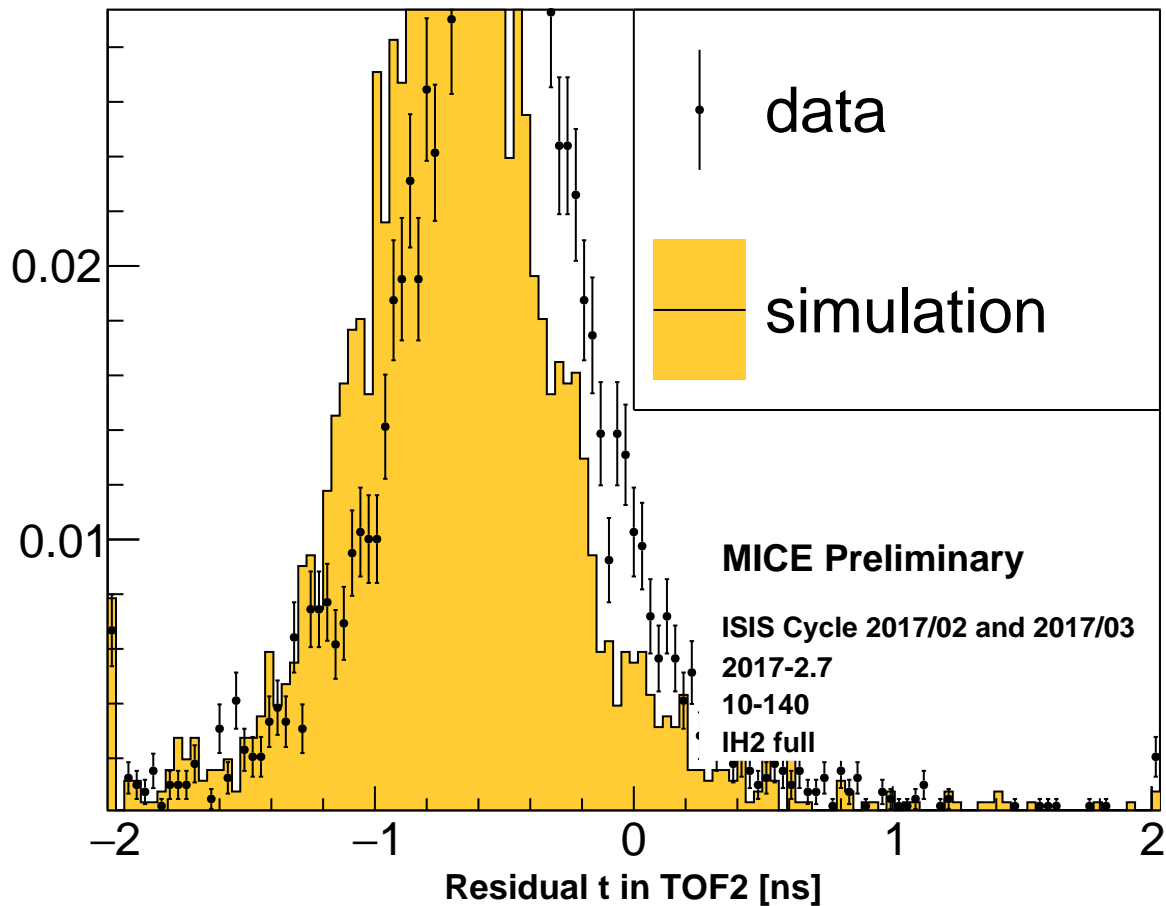 data
simulation
0.02
0.01
MICE Preliminary
ISIS Cycle 2017/02 and 2017/03
2017-2.7
10-140
lH2 full
−2 −1 0 1 2
Residual t in TOF2 [ns]